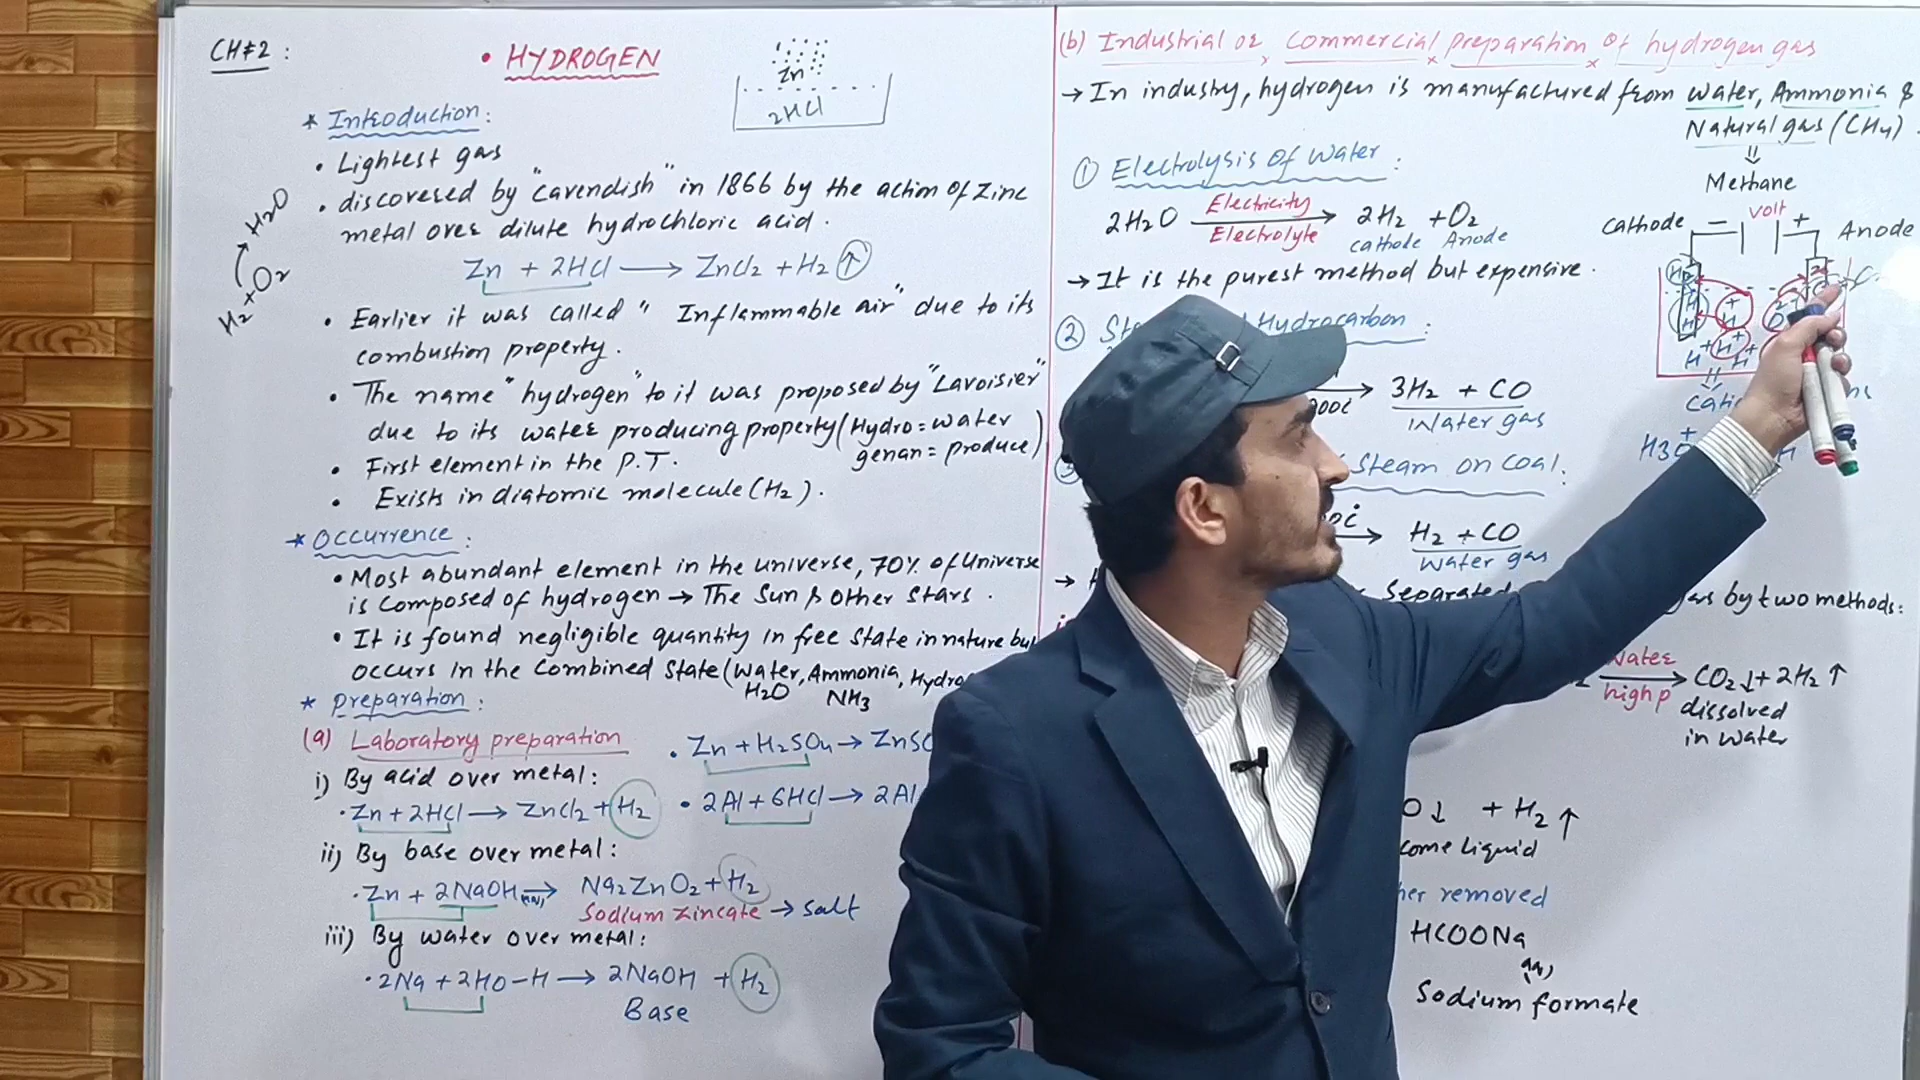 CH#2:
• HYDROGEN
Zn
2HCl
* Introduction:
• Lightest gas
• discovered by "Cavendish" in 1866 by the action of Zinc
metal over dilute hydrochloric acid.
Zn + 2HCl → ZnCl2 + H2 ↑
H2+O2 → H2O
• Earlier it was called "Inflammable air" due to its
combustion property.
• The name "hydrogen" to it was proposed by "Lavoisier"
due to its water producing property (Hydro = water
genan = produce)
• First element in the P.T.
• Exists in diatomic molecule (H2).
* Occurrence:
• Most abundant element in the universe, 70% of Universe
is composed of hydrogen → The Sun & other stars.
• It is found negligible quantity in free state in nature but
occurs in the combined state (Water, Ammonia, Hydro
H2O NH3
* preparation:
(a) Laboratory preparation
i) By acid over metal:
• Zn + 2HCl → ZnCl2 + H2
• Zn + H2SO4 → ZnSO
• 2Al + 6HCl → 2Al
ii) By base over metal:
• Zn + 2NaOH → Na2ZnO2 + H2
Sodium zincate → salt
iii) By water over metal:
• 2Na + 2HO-H → 2NaOH + H2
Base
(b) Industrial or Commercial preparation of hydrogen gas
→ In industry, hydrogen is manufactured from water, Ammonia &
Natural gas (CH4).
Methane
① Electrolysis of water:
2H2O Electricity → 2H2 + O2
Electrolyte cathode Anode
→ It is the purest method but expensive.
Cathode − Volt + Anode
H+ H+ H+
H3O+ H
② St Hydrocarbon:
→ 3H2 + CO
Water gas
Steam on coal:
→ H2 + CO
Water gas
Separated as by two methods:
Water
high p → CO2↓ + 2H2↑
dissolved
in water
O↓ + H2↑
come liquid
her removed
HCOONa
(aq)
Sodium formate